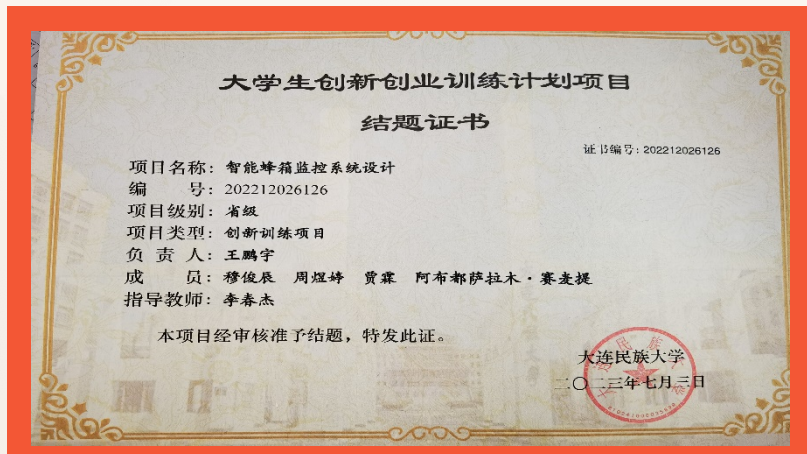 大学生创新创业训练计划项目
结题证书
证书编号: 202212026126
项目名称: 智能蜂箱监控系统设计
编 号: 202212026126
项目级别: 省级
项目类型: 创新训练项目
负 责 人: 王鹏宇
成 员: 穆俊辰 周煜婷 贾霖 阿布都萨拉木·赛麦提
指导教师: 李春杰
本项目经审核准予结题，特发此证。
大连民族大学
二〇二三年七月三日